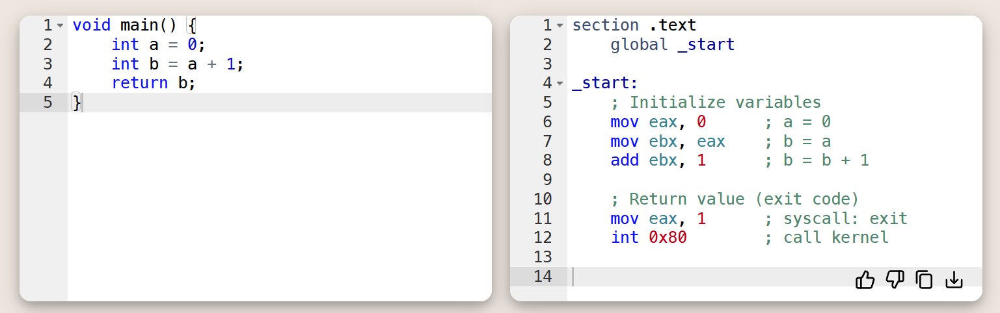 1 void main() {
2     int a = 0;
3     int b = a + 1;
4     return b;
5 }
1 section .text
2     global _start
3
4 _start:
5     ; Initialize variables
6     mov eax, 0      ; a = 0
7     mov ebx, eax    ; b = a
8     add ebx, 1      ; b = b + 1
9
10     ; Return value (exit code)
11     mov eax, 1      ; syscall: exit
12     int 0x80        ; call kernel
13
14